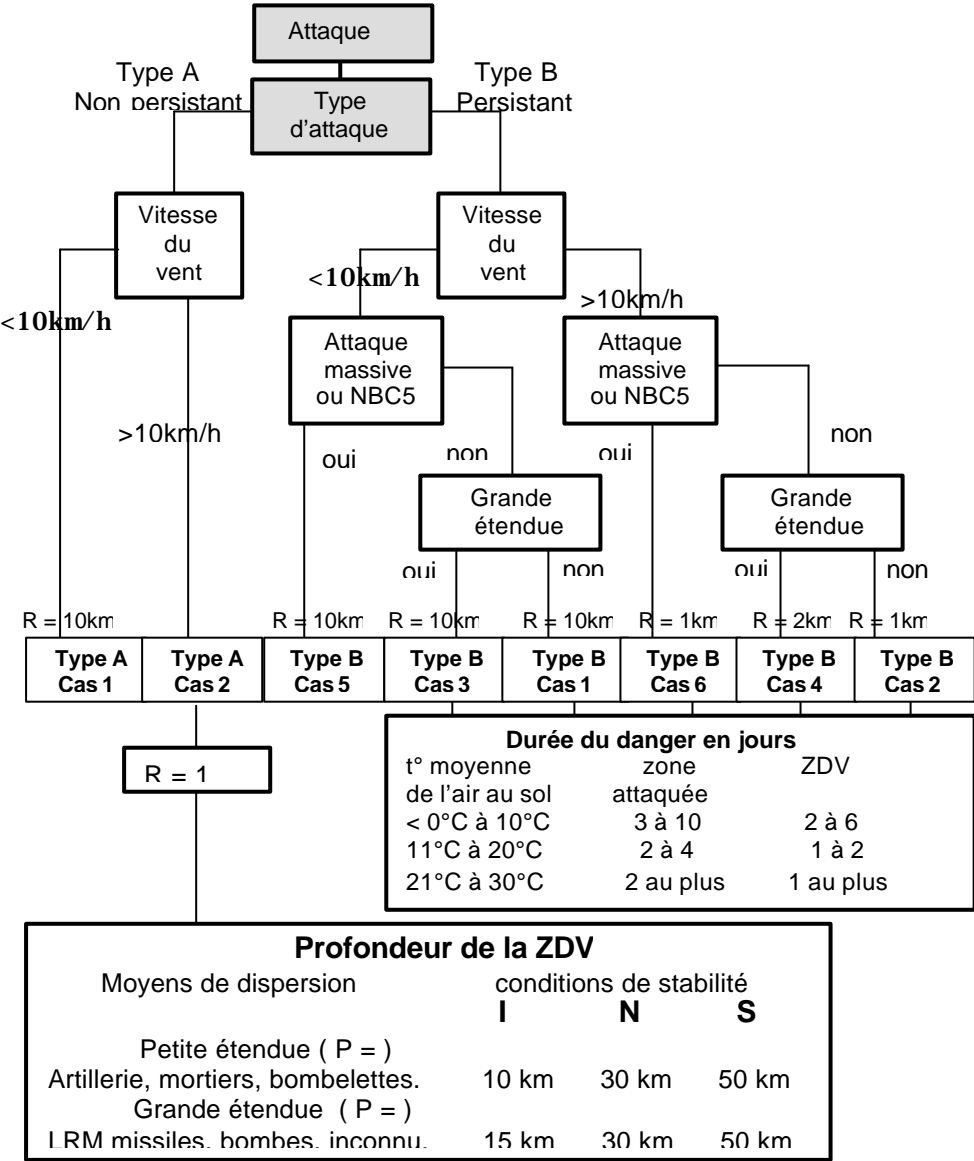 Attaque
Type A
Non persistant
Type
d'attaque
Type B
Persistant
Vitesse
du
vent
Vitesse
du
vent
<10km/h
>10km/h
<10km/h
>10km/h
Attaque
massive
ou NBC5
Attaque
massive
ou NBC5
oui
non
oui
non
Grande
étendue
Grande
étendue
oui
non
oui
non
R = 10km
R = 10km
R = 10km
R = 10km
R = 1km
R = 2km
R = 1km
Type A
Cas 1
Type A
Cas 2
Type B
Cas 5
Type B
Cas 3
Type B
Cas 1
Type B
Cas 6
Type B
Cas 4
Type B
Cas 2
R = 1
Durée du danger en jours
t° moyenne zone ZDV
de l'air au sol attaquée
< 0°C à 10°C 3 à 10 2 à 6
11°C à 20°C 2 à 4 1 à 2
21°C à 30°C 2 au plus 1 au plus
Profondeur de la ZDV
Moyens de dispersion conditions de stabilité
I N S
Petite étendue ( P = )
Artillerie, mortiers, bombelettes. 10 km 30 km 50 km
Grande étendue ( P = )
LRM missiles, bombes, inconnu. 15 km 30 km 50 km